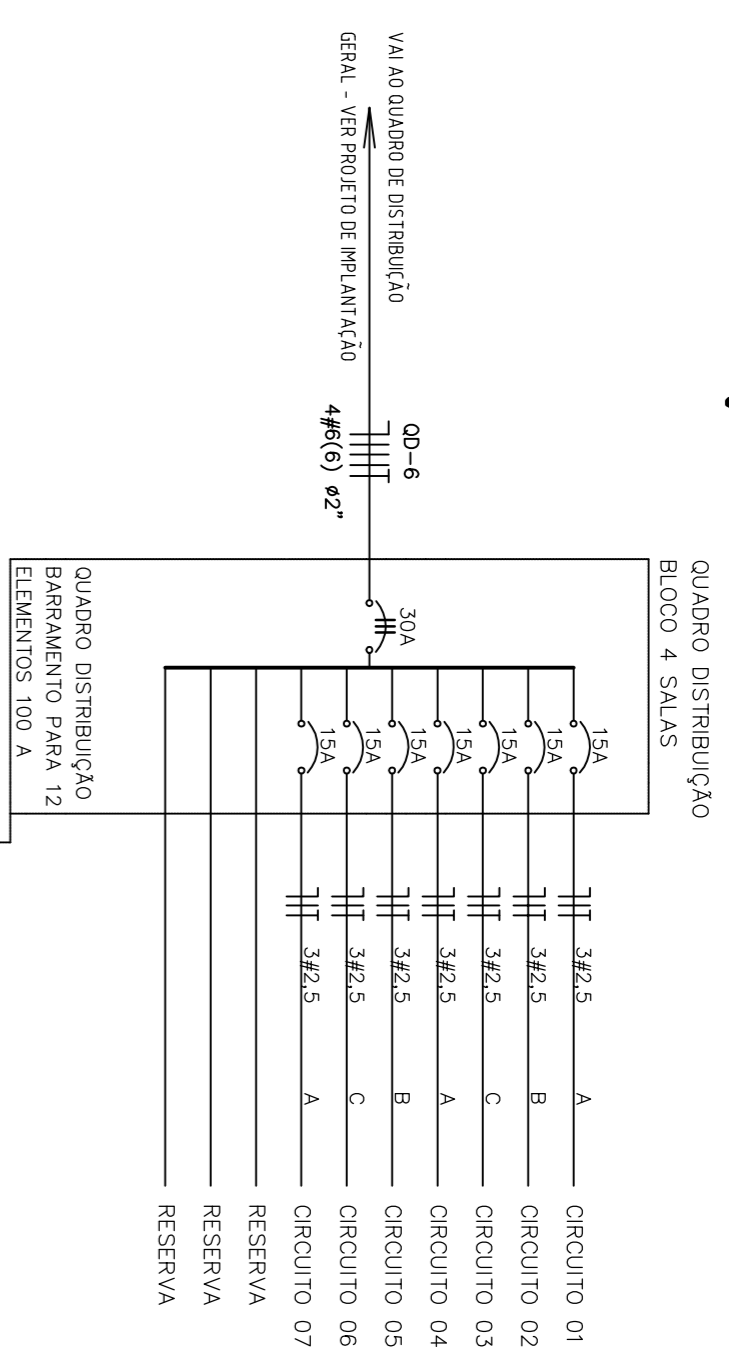 QUADRO DISTRIBUIÇÃO
BLOCO 4 SALAS
VAI AO QUADRO DE DISTRIBUIÇÃO
GERAL - VER PROJETO DE IMPLANTAÇÃO
QD-6
4#6(6) ø2"
30A
15A 3#2,5 A CIRCUITO 01
15A 3#2,5 B CIRCUITO 02
15A 3#2,5 C CIRCUITO 03
15A 3#2,5 A CIRCUITO 04
15A 3#2,5 B CIRCUITO 05
15A 3#2,5 C CIRCUITO 06
15A 3#2,5 A CIRCUITO 07
RESERVA
RESERVA
RESERVA
QUADRO DISTRIBUIÇÃO
BARRAMENTO PARA 12
ELEMENTOS 100 A